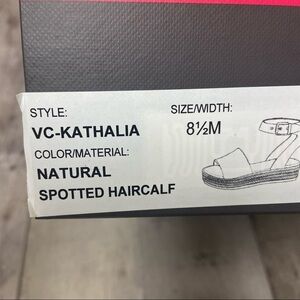 STYLE: SIZE/WIDTH:
VC-KATHALIA 8½M
COLOR/MATERIAL:
NATURAL
SPOTTED HAIRCALF